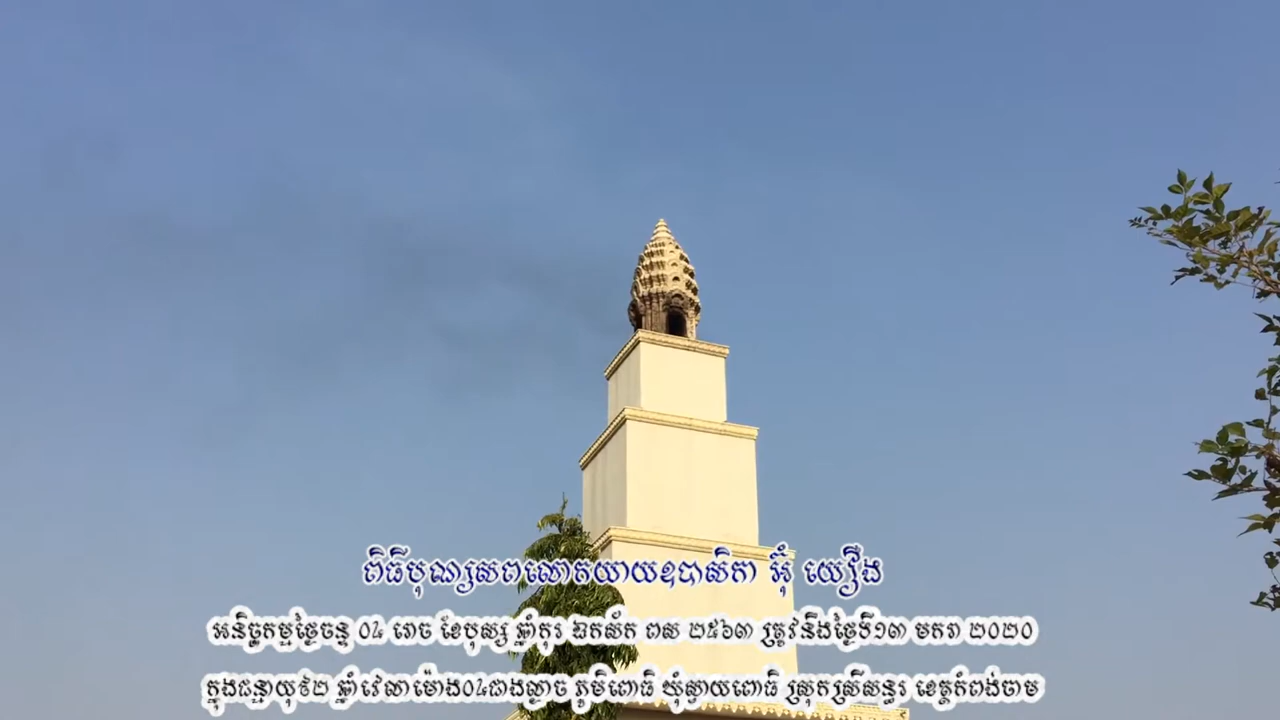 ពិធីបុណ្យសពលោកយាយឧបាសិកា អ៊ុំ យឿង
អនិច្ចកម្មថ្ងៃចន្ទ ០៤ រោច ខែបុស្ស ឆ្នាំកុរ ឯកស័ក ពស ២៥៦៣ ត្រូវនឹងថ្ងៃទី១៣ មករា ២០២០
ក្នុងជន្មាយុ៩២ ឆ្នាំ វេលាម៉ោង០៤ជាងល្ងាច ភូមិពោធិ ឃុំស្វាយពោធិ ស្រុកស្រីសន្ធរ ខេត្តកំពង់ចាម